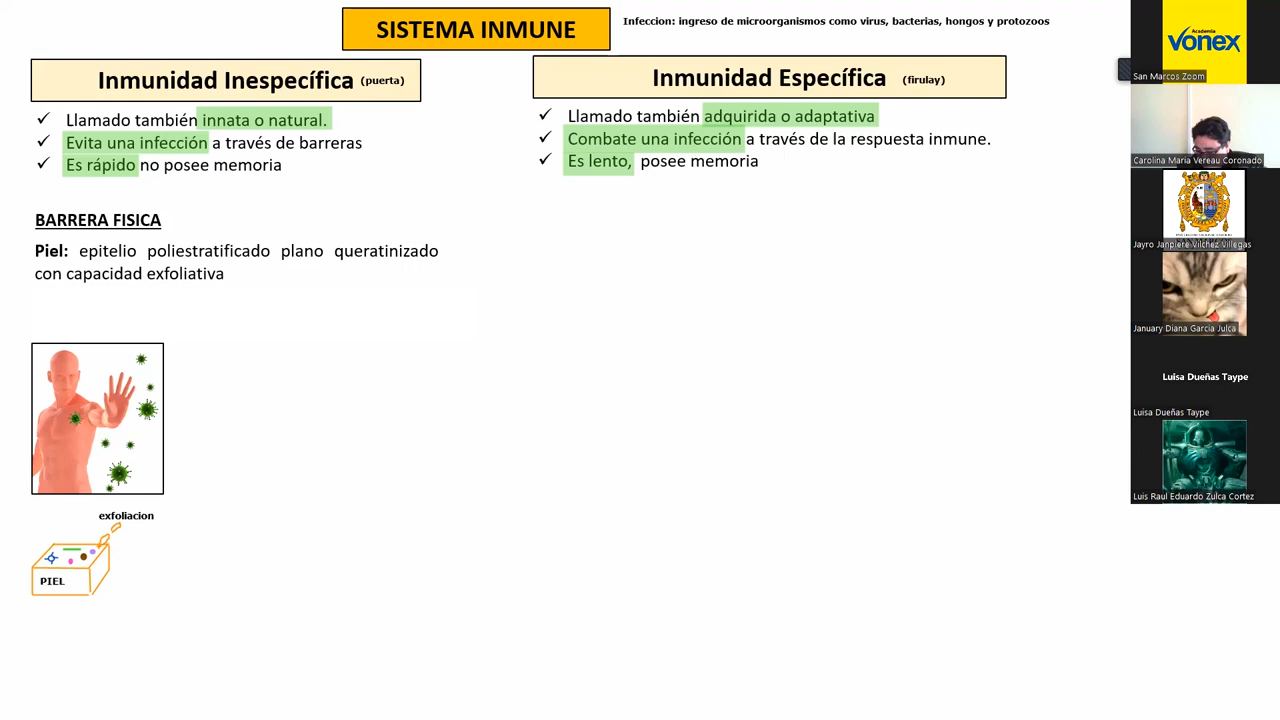 SISTEMA INMUNE
Infeccion: ingreso de microorganismos como virus, bacterias, hongos y protozoos
Inmunidad Inespecífica (puerta)
Llamado también innata o natural.
Evita una infección a través de barreras
Es rápido no posee memoria
Inmunidad Específica (firulay)
Llamado también adquirida o adaptativa
Combate una infección a través de la respuesta inmune.
Es lento, posee memoria
BARRERA FISICA
Piel: epitelio poliestratificado plano queratinizado
con capacidad exfoliativa
exfoliacion
PIEL
Academia
Vonex
San Marcos Zoom
Carolina Maria Vereau Coronado
Jayro Janpiere Vilchez Villegas
January Diana Garcia Julca
Luisa Dueñas Taype
Luisa Dueñas Taype
Luis Raul Eduardo Zulca Cortez